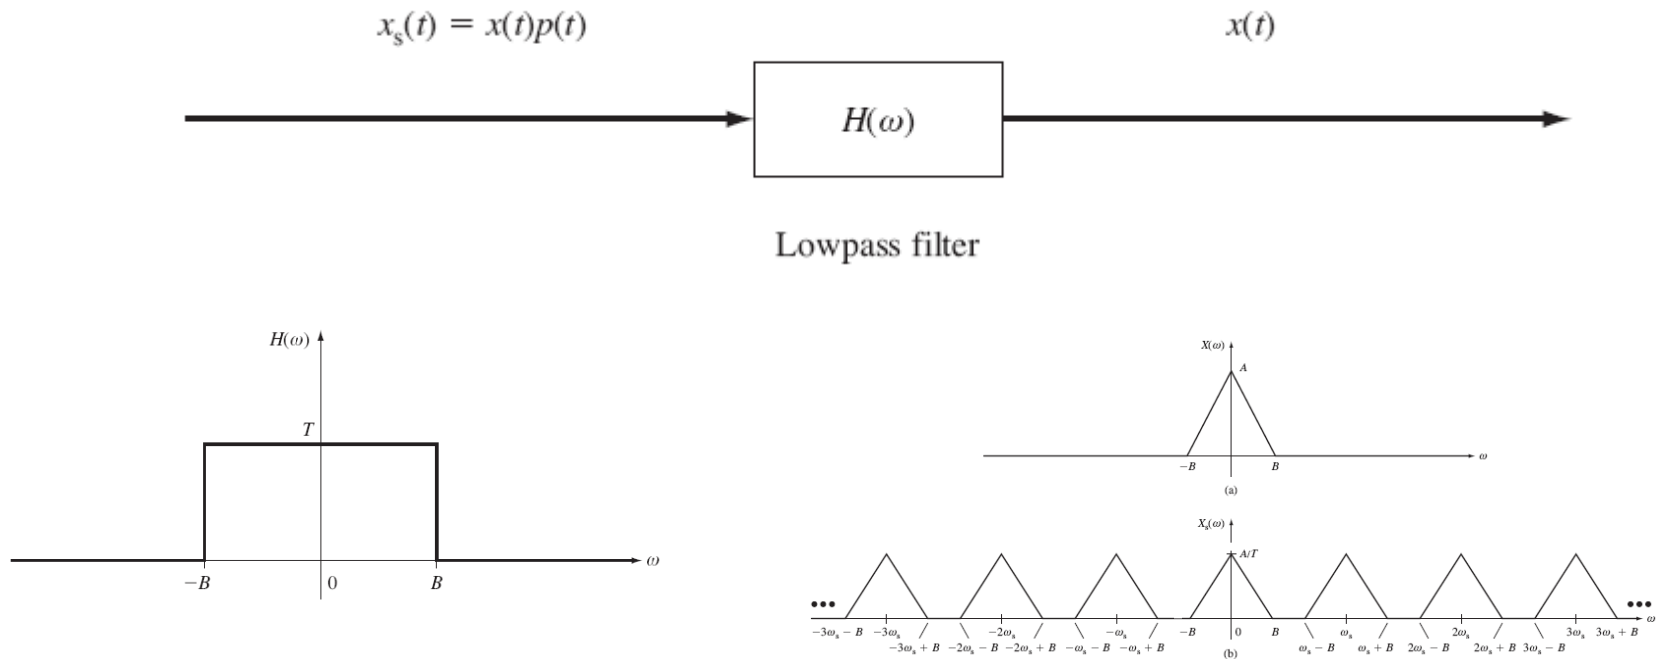 xₛ(t) = x(t)p(t)
x(t)
H(ω)
Lowpass filter
H(ω)
T
−B
0
B
ω
X(ω)
A
−B
B
ω
(a)
Xₛ(ω)
A/T
•••
•••
−3ωₛ − B
−3ωₛ
−2ωₛ
−ωₛ
−B
0
B
ωₛ
2ωₛ
3ωₛ
3ωₛ + B
ω
−3ωₛ + B
−2ωₛ − B
−2ωₛ + B
−ωₛ − B
−ωₛ + B
ωₛ − B
ωₛ + B
2ωₛ − B
2ωₛ + B
3ωₛ − B
(b)